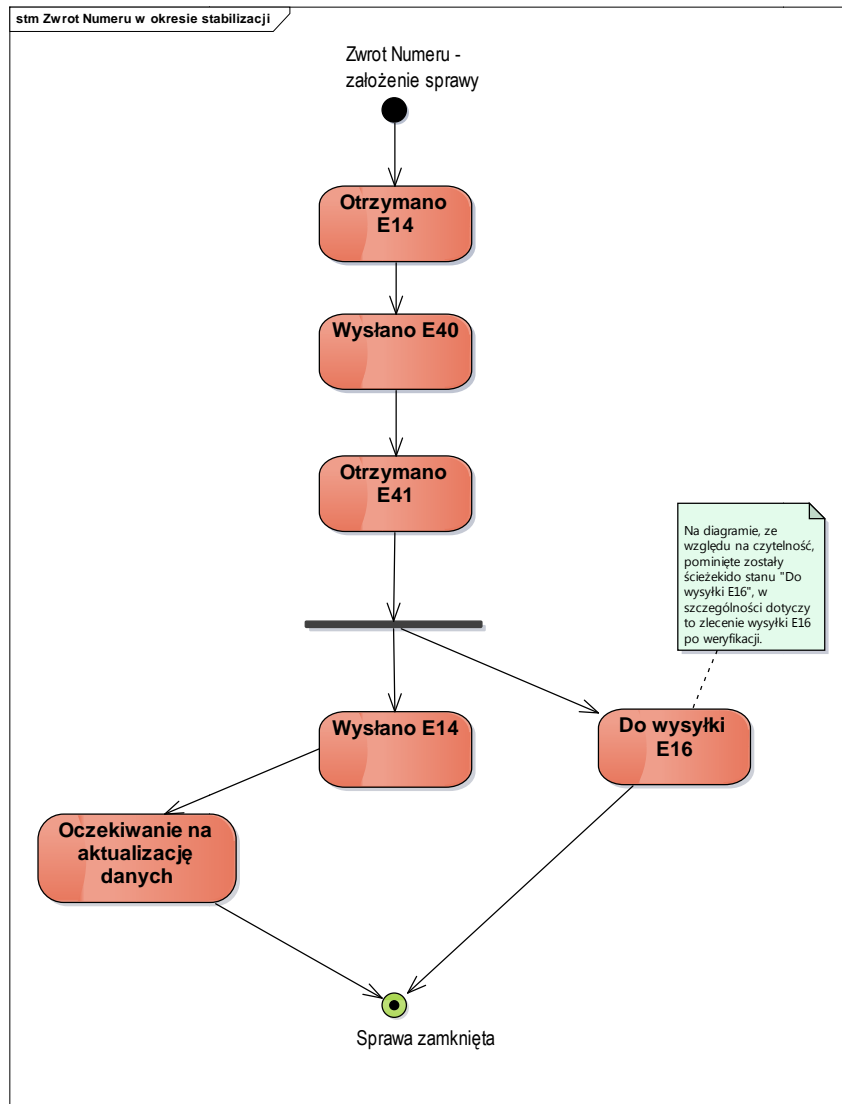 stm Zwrot Numeru w okresie stabilizacji
Zwrot Numeru -
założenie sprawy
Otrzymano
E14
Wysłano E40
Otrzymano
E41
Na diagramie, ze
względu na czytelność,
pominięte zostały
ścieżekido stanu "Do
wysyłki E16", w
szczególności dotyczy
to zlecenie wysyłki E16
po weryfikacji.
Wysłano E14
Do wysyłki
E16
Oczekiwanie na
aktualizację
danych
Sprawa zamknięta